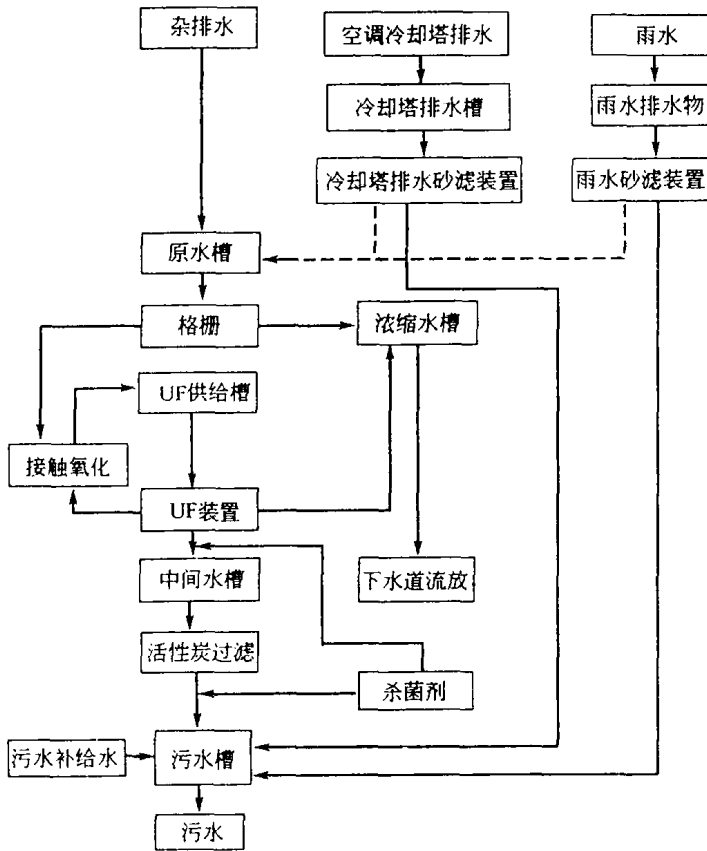 杂排水
空调冷却塔排水
雨水
冷却塔排水槽
雨水排水物
冷却塔排水砂滤装置
雨水砂滤装置
原水槽
格栅
浓缩水槽
UF供给槽
接触氧化
UF装置
中间水槽
下水道流放
活性炭过滤
杀菌剂
污水补给水
污水槽
污水